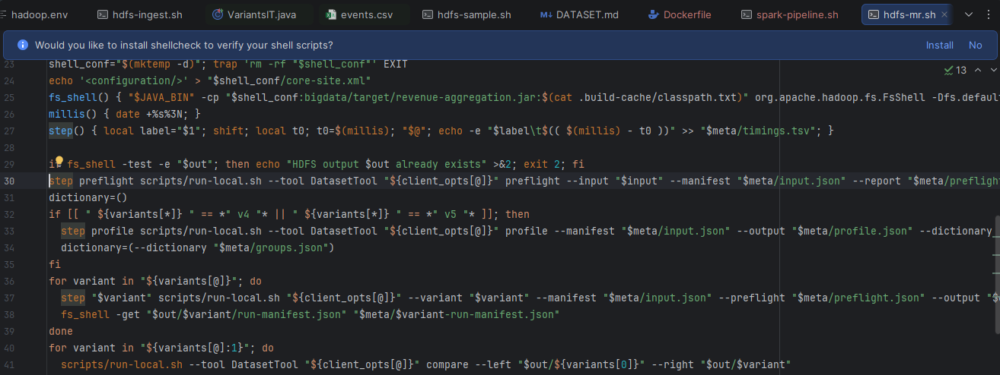 hadoop.env hdfs-ingest.sh VariantsIT.java events.csv hdfs-sample.sh DATASET.md Dockerfile spark-pipeline.sh hdfs-mr.sh
Would you like to install shellcheck to verify your shell scripts? Install No
13
23 shell_conf="$(mktemp -d)"; trap 'rm -rf "$shell_conf"' EXIT
24 echo '<configuration/>' > "$shell_conf/core-site.xml"
25 fs_shell() { "$JAVA_BIN" -cp "$shell_conf:bigdata/target/revenue-aggregation.jar:$(cat .build-cache/classpath.txt)" org.apache.hadoop.fs.FsShell -Dfs.default
26 millis() { date +%s%3N; }
27 step() { local label="$1"; shift; local t0; t0=$(millis); "$@"; echo -e "$label\t$(( $(millis) - t0 ))" >> "$meta/timings.tsv"; }
28
29 if fs_shell -test -e "$out"; then echo "HDFS output $out already exists" >&2; exit 2; fi
30 step preflight scripts/run-local.sh --tool DatasetTool "${client_opts[@]}" preflight --input "$input" --manifest "$meta/input.json" --report "$meta/preflight
31 dictionary=()
32 if [[ " ${variants[*]} " == *" v4 "* || " ${variants[*]} " == *" v5 "* ]]; then
33 step profile scripts/run-local.sh --tool DatasetTool "${client_opts[@]}" profile --manifest "$meta/input.json" --output "$meta/profile.json" --dictionary
34 dictionary=(--dictionary "$meta/groups.json")
35 fi
36 for variant in "${variants[@]}"; do
37 step "$variant" scripts/run-local.sh "${client_opts[@]}" --variant "$variant" --manifest "$meta/input.json" --preflight "$meta/preflight.json" --output "$
38 fs_shell -get "$out/$variant/run-manifest.json" "$meta/$variant-run-manifest.json"
39 done
40 for variant in "${variants[@]:1}"; do
41 scripts/run-local.sh --tool DatasetTool "${client_opts[@]}" compare --left "$out/${variants[0]}" --right "$out/$variant"